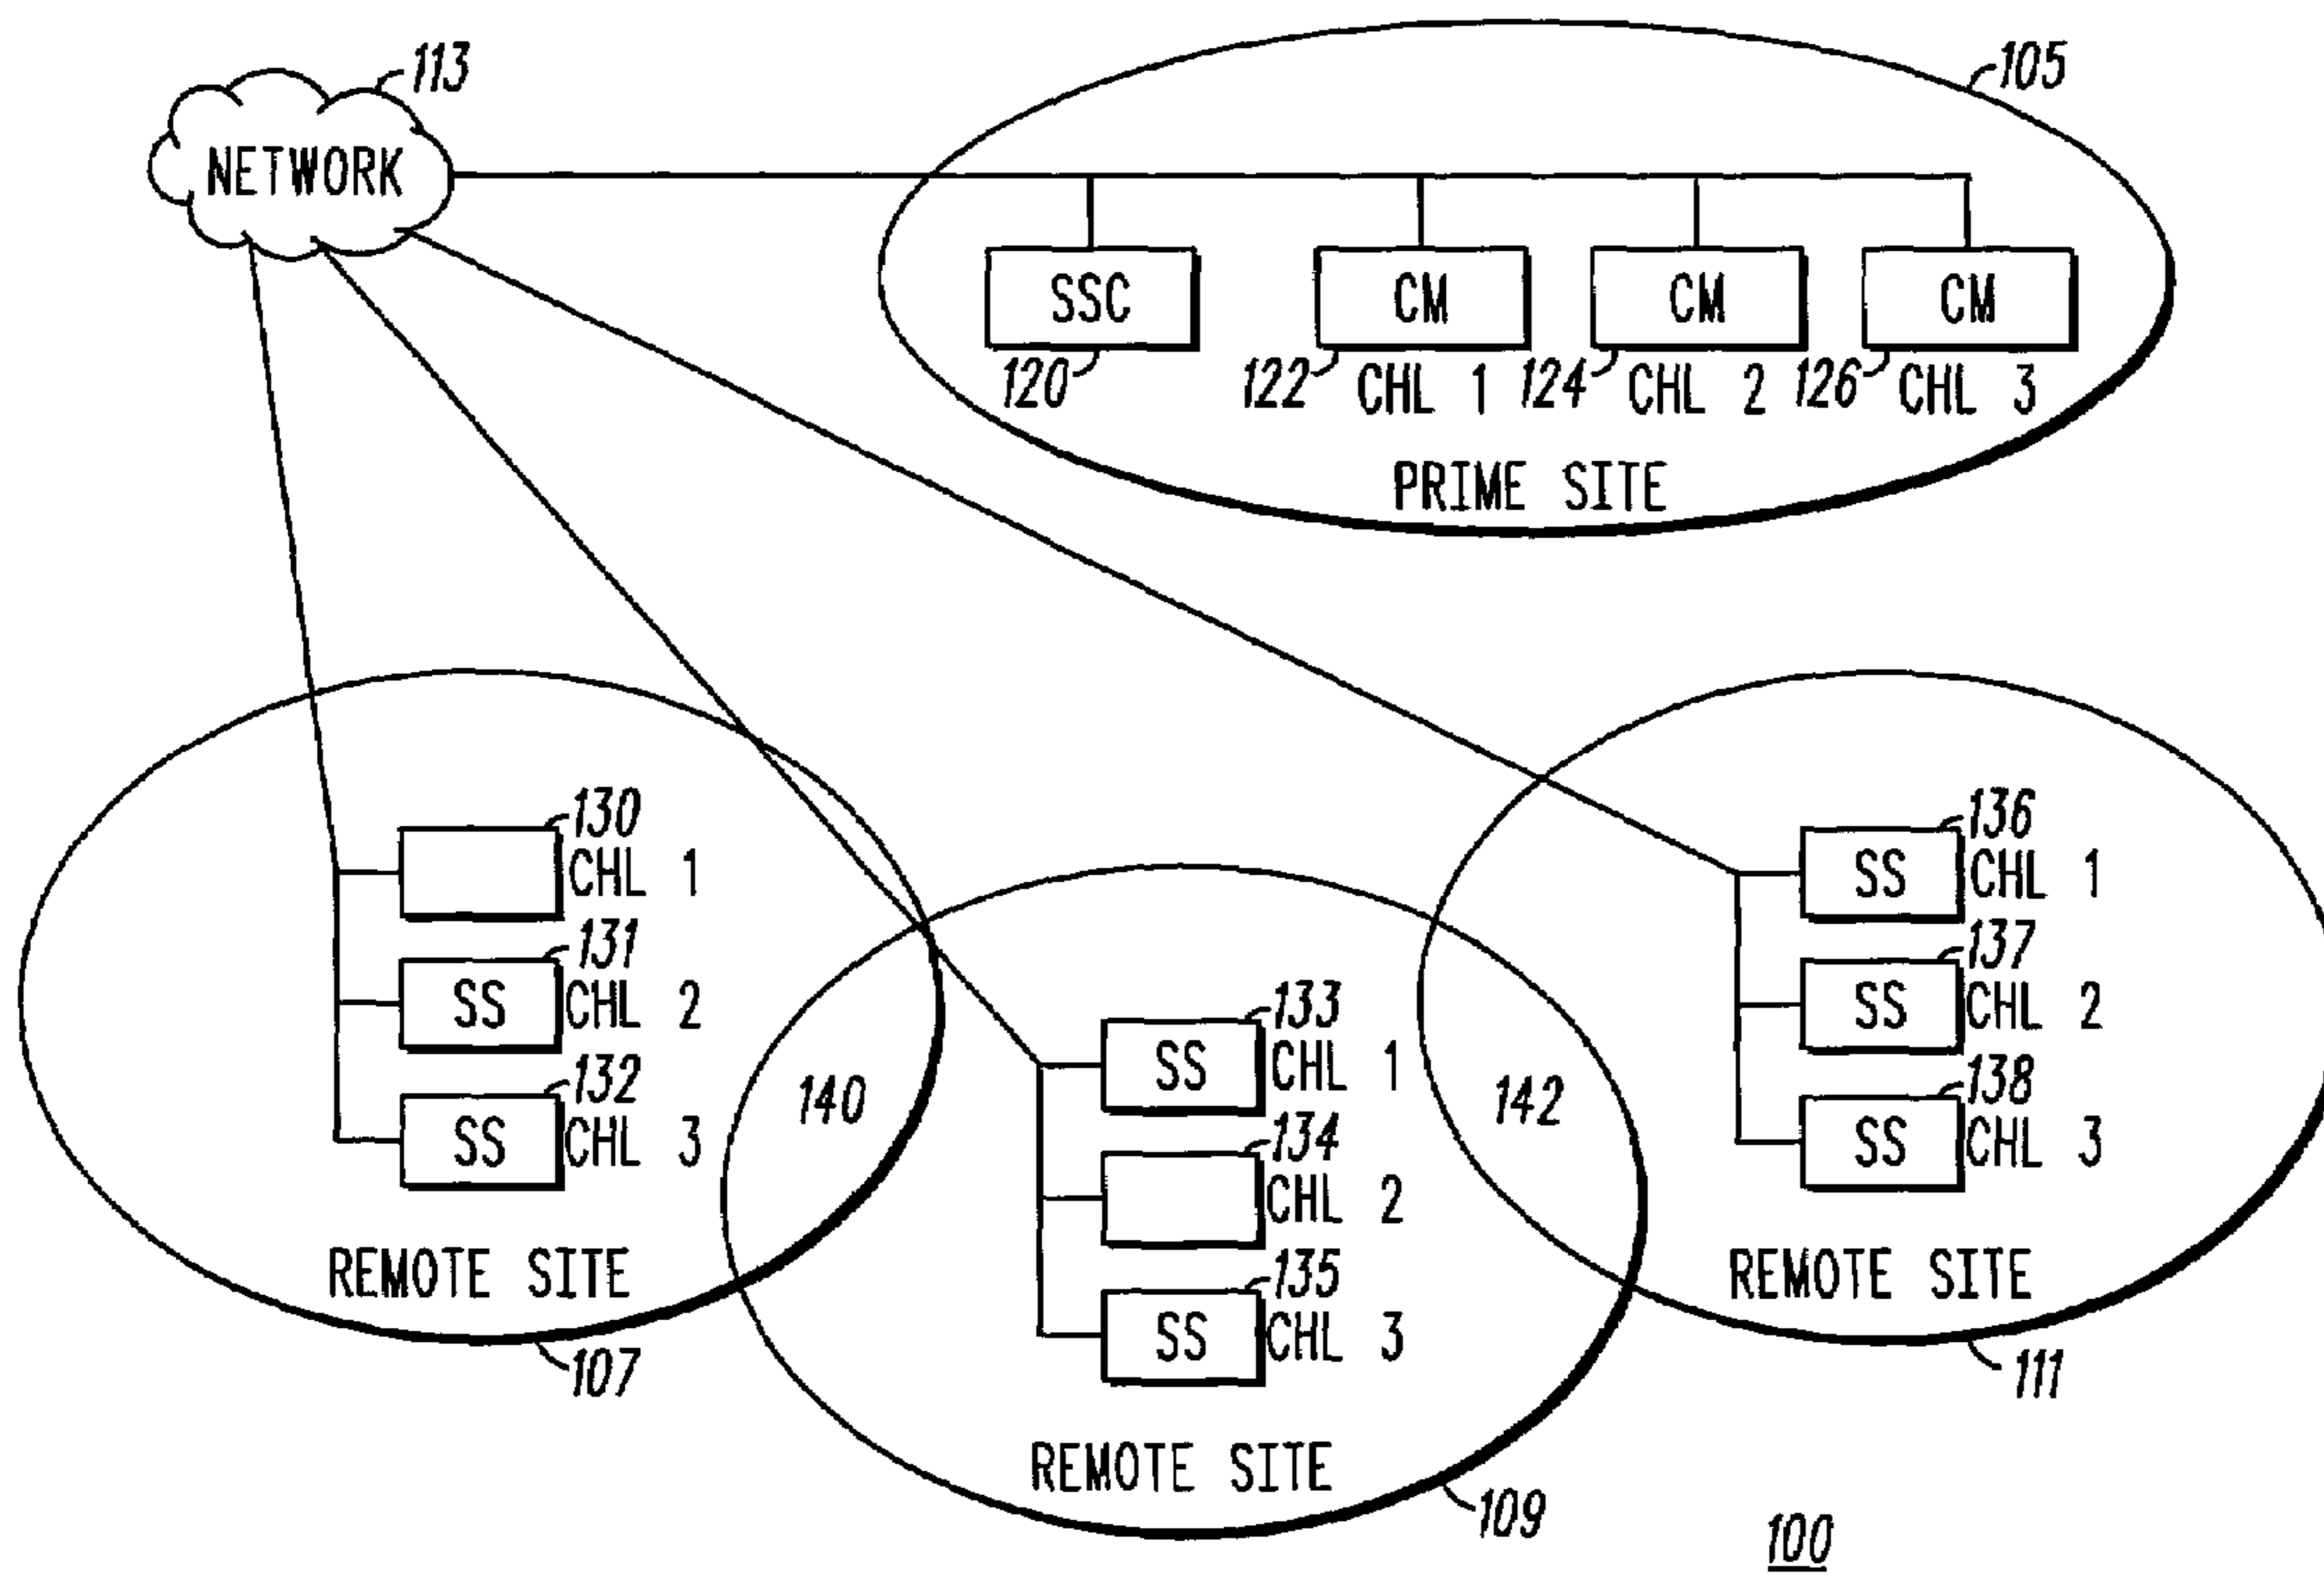 113
105
NETWORK
SSC CM CM CM
120 122 CHL 1 124 CHL 2 126 CHL 3
PRIME SITE
130
CHL 1
131
SS CHL 2
132
SS CHL 3
REMOTE SITE
107
140
133
SS CHL 1
134
CHL 2
135
SS CHL 3
REMOTE SITE
109
142
136
SS CHL 1
137
SS CHL 2
138
SS CHL 3
REMOTE SITE
111
100